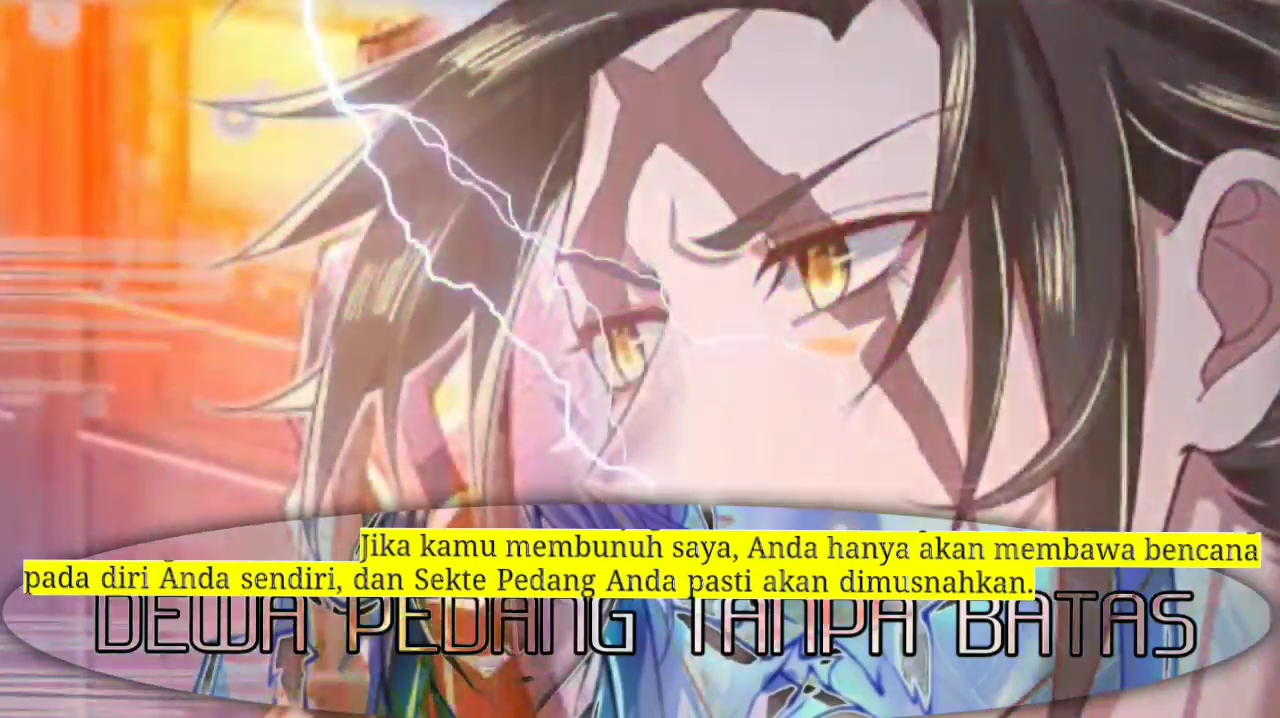 Jika kamu membunuh saya, Anda hanya akan membawa bencana
pada diri Anda sendiri, dan Sekte Pedang Anda pasti akan dimusnahkan.
DEWA PEDANG TANPA BATAS